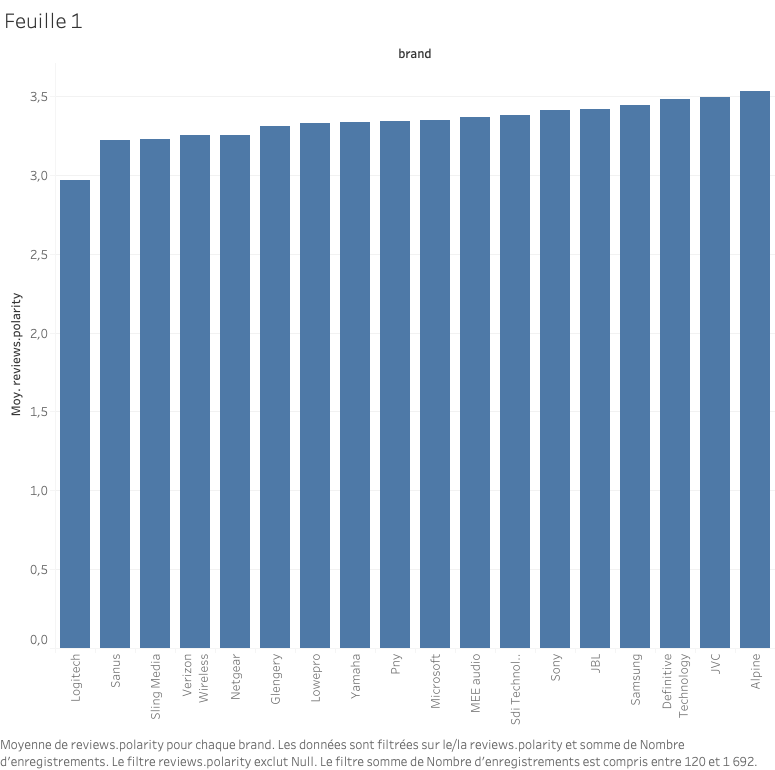 Feuille 1
brand
3,5
3,0
2,5
2,0
1,5
1,0
0,5
0,0
Moy. reviews.polarity
Logitech
Sanus
Sling Media
Verizon
Wireless
Netgear
Glengery
Lowepro
Yamaha
Pny
Microsoft
MEE audio
Sdi Technol..
Sony
JBL
Samsung
Definitive
Technology
JVC
Alpine
Moyenne de reviews.polarity pour chaque brand. Les données sont filtrées sur le/la reviews.polarity et somme de Nombre
d'enregistrements. Le filtre reviews.polarity exclut Null. Le filtre somme de Nombre d'enregistrements est compris entre 120 et 1 692.